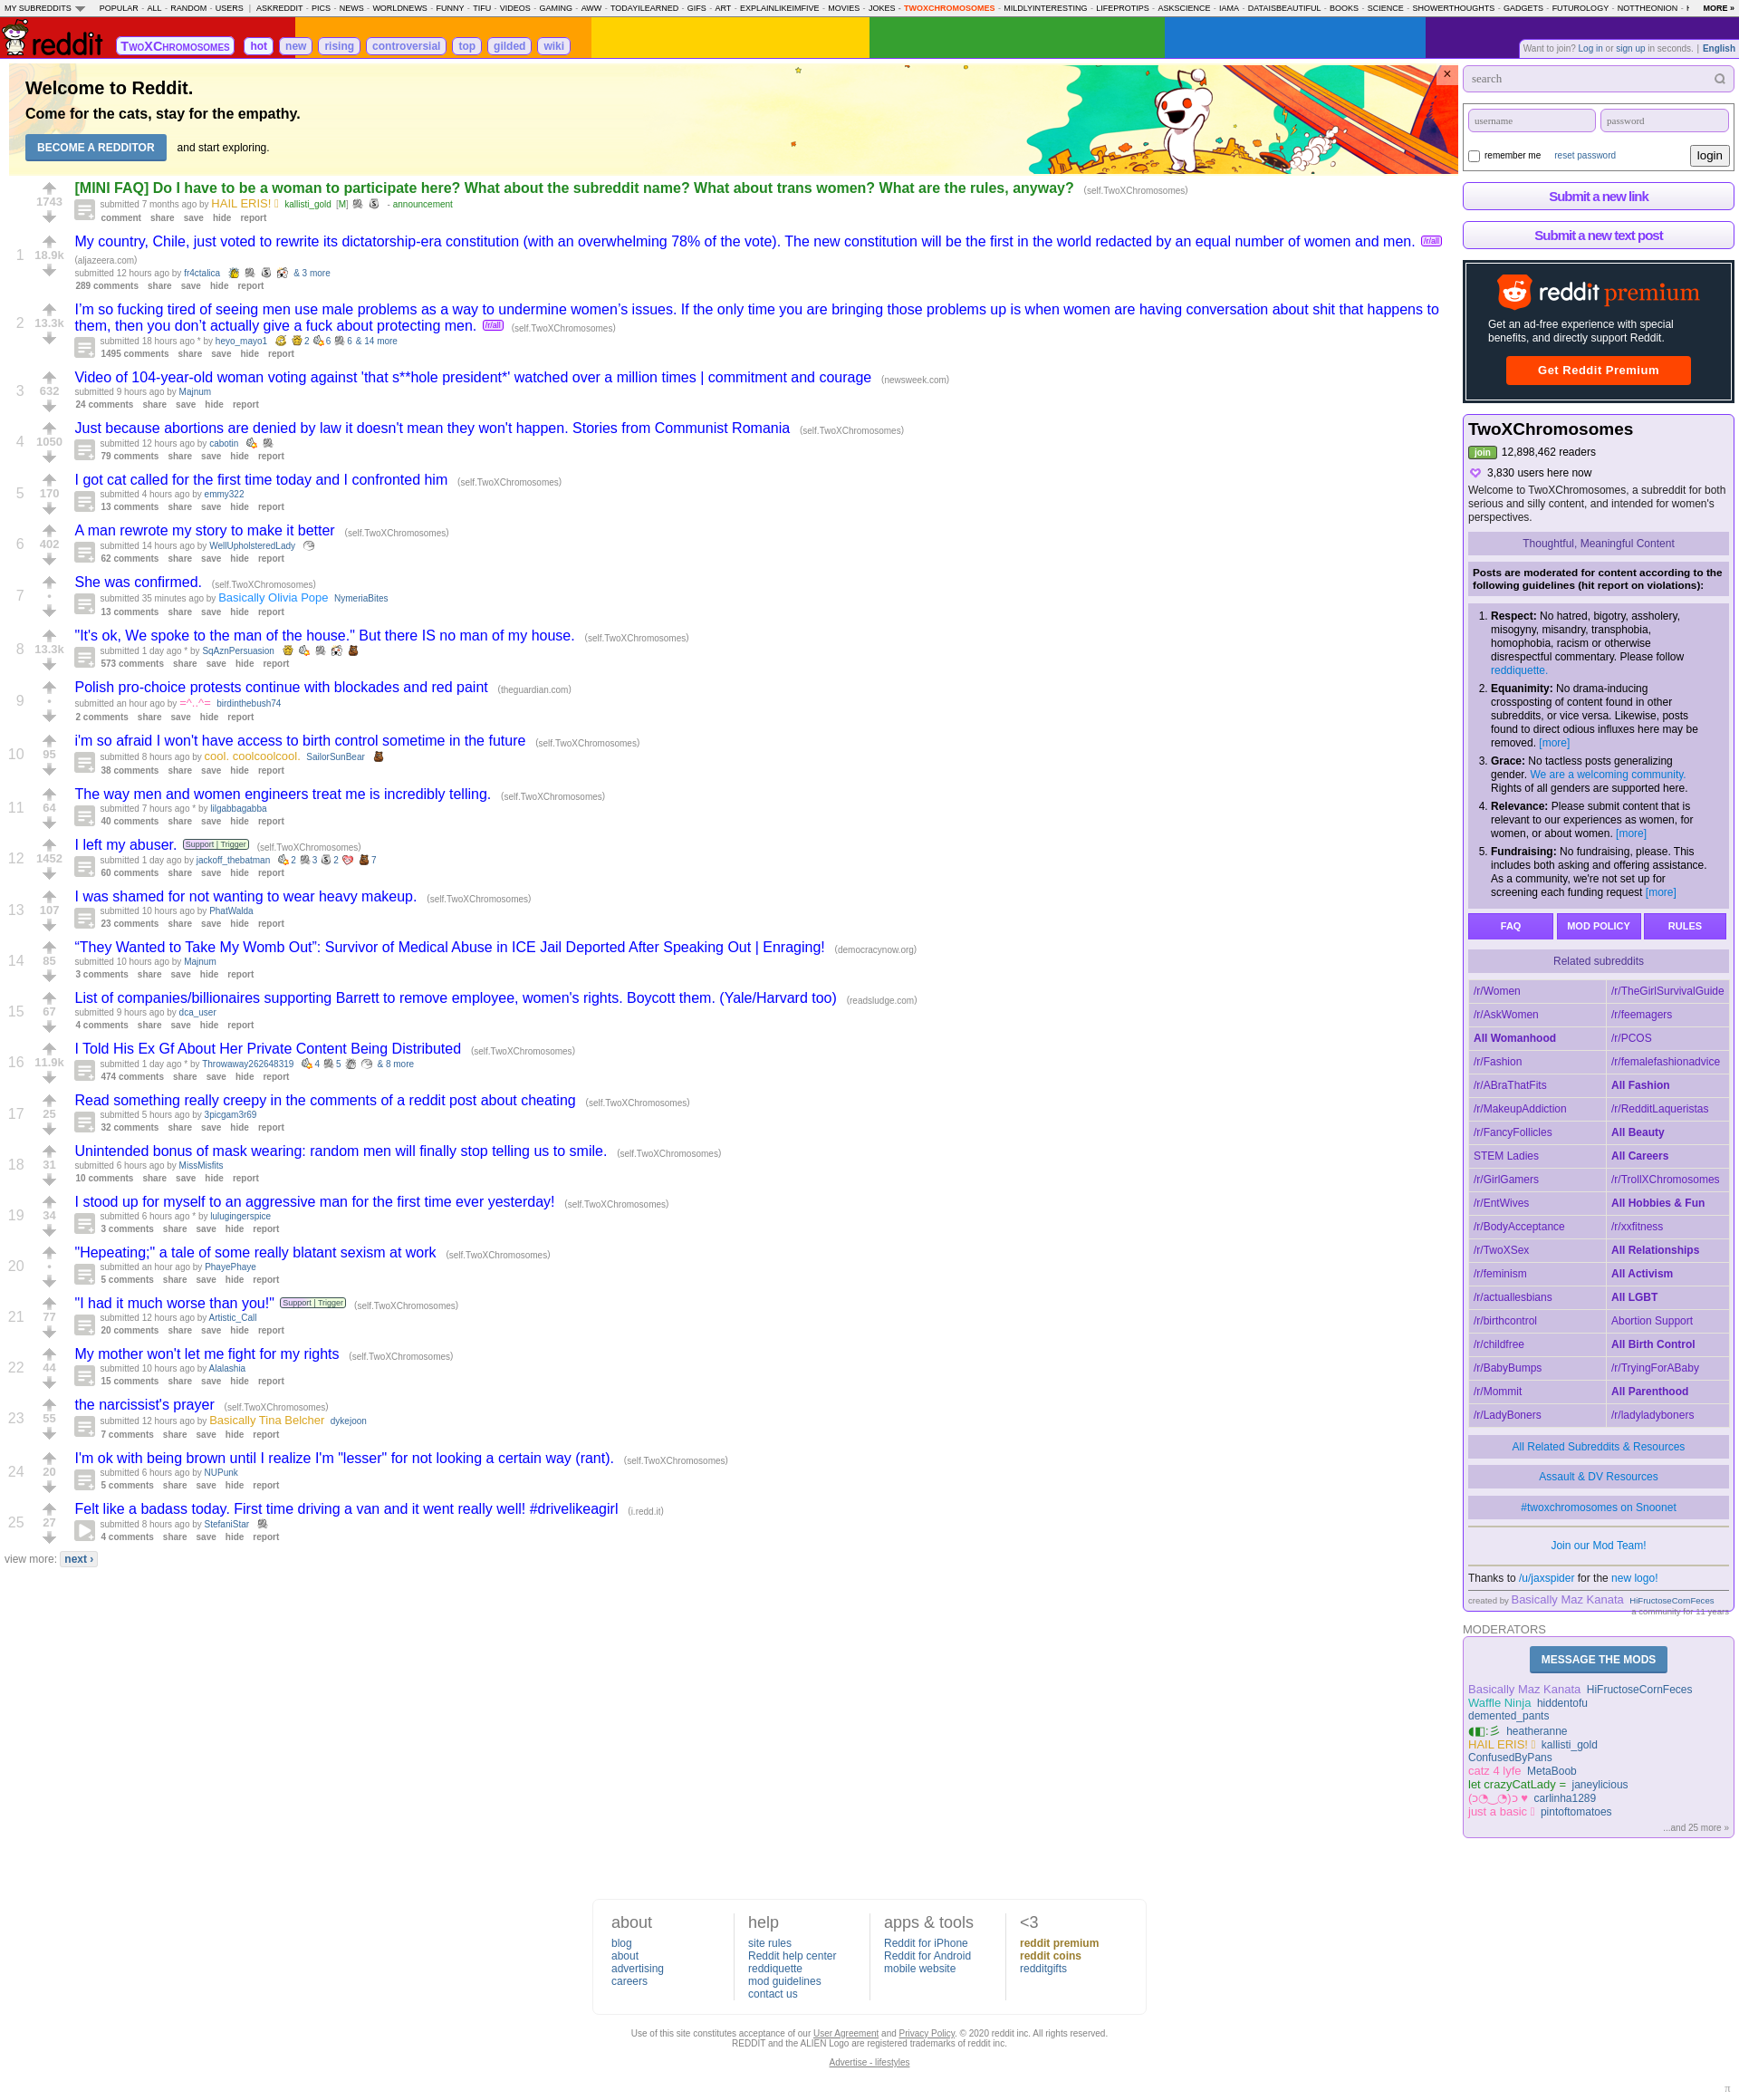 MY SUBREDDITS POPULAR - ALL - RANDOM - USERS | ASKREDDIT - PICS - NEWS - WORLDNEWS - FUNNY - TIFU - VIDEOS - GAMING - AWW - TODAYILEARNED - GIFS - ART - EXPLAINLIKEIMFIVE - MOVIES - JOKES - TWOXCHROMOSOMES - MILDLYINTERESTING - LIFEPROTIPS - ASKSCIENCE - IAMA - DATAISBEAUTIFUL - BOOKS - SCIENCE - SHOWERTHOUGHTS - GADGETS - FUTUROLOGY - NOTTHEONION - MORE »
reddit TwoXChromosomes hot new rising controversial top gilded wiki
Want to join? Log in or sign up in seconds. | English
Welcome to Reddit.
Come for the cats, stay for the empathy.
BECOME A REDDITOR and start exploring.
×
[MINI FAQ] Do I have to be a woman to participate here? What about the subreddit name? What about trans women? What are the rules, anyway? (self.TwoXChromosomes)
1743
submitted 7 months ago by HAIL ERIS! kallisti_gold [M] - announcement
comment share save hide report
1 18.9k
My country, Chile, just voted to rewrite its dictatorship-era constitution (with an overwhelming 78% of the vote). The new constitution will be the first in the world redacted by an equal number of women and men. /r/all
(aljazeera.com)
submitted 12 hours ago by fr4ctalica & 3 more
289 comments share save hide report
2 13.3k
I'm so fucking tired of seeing men use male problems as a way to undermine women's issues. If the only time you are bringing those problems up is when women are having conversation about shit that happens to
them, then you don't actually give a fuck about protecting men. /r/all (self.TwoXChromosomes)
submitted 18 hours ago * by heyo_mayo1 2 6 6 & 14 more
1495 comments share save hide report
3 632
Video of 104-year-old woman voting against 'that s**hole president*' watched over a million times | commitment and courage (newsweek.com)
submitted 9 hours ago by Majnum
24 comments share save hide report
4 1050
Just because abortions are denied by law it doesn't mean they won't happen. Stories from Communist Romania (self.TwoXChromosomes)
submitted 12 hours ago by cabotin
79 comments share save hide report
5 170
I got cat called for the first time today and I confronted him (self.TwoXChromosomes)
submitted 4 hours ago by emmy322
13 comments share save hide report
6 402
A man rewrote my story to make it better (self.TwoXChromosomes)
submitted 14 hours ago by WellUpholsteredLady
62 comments share save hide report
7 •
She was confirmed. (self.TwoXChromosomes)
submitted 35 minutes ago by Basically Olivia Pope NymeriaBites
13 comments share save hide report
8 13.3k
"It's ok, We spoke to the man of the house." But there IS no man of my house. (self.TwoXChromosomes)
submitted 1 day ago * by SqAznPersuasion
573 comments share save hide report
9 •
Polish pro-choice protests continue with blockades and red paint (theguardian.com)
submitted an hour ago by =^..^= birdinthebush74
2 comments share save hide report
10 95
i'm so afraid I won't have access to birth control sometime in the future (self.TwoXChromosomes)
submitted 8 hours ago by cool. coolcoolcool. SailorSunBear
38 comments share save hide report
11 64
The way men and women engineers treat me is incredibly telling. (self.TwoXChromosomes)
submitted 7 hours ago * by lilgabbagabba
40 comments share save hide report
12 1452
I left my abuser. Support | Trigger (self.TwoXChromosomes)
submitted 1 day ago by jackoff_thebatman 2 3 2 7
60 comments share save hide report
13 107
I was shamed for not wanting to wear heavy makeup. (self.TwoXChromosomes)
submitted 10 hours ago by PhatWalda
23 comments share save hide report
14 85
“They Wanted to Take My Womb Out”: Survivor of Medical Abuse in ICE Jail Deported After Speaking Out | Enraging! (democracynow.org)
submitted 10 hours ago by Majnum
3 comments share save hide report
15 67
List of companies/billionaires supporting Barrett to remove employee, women's rights. Boycott them. (Yale/Harvard too) (readsludge.com)
submitted 9 hours ago by dca_user
4 comments share save hide report
16 11.9k
I Told His Ex Gf About Her Private Content Being Distributed (self.TwoXChromosomes)
submitted 1 day ago * by Throwaway262648319 4 5 & 8 more
474 comments share save hide report
17 25
Read something really creepy in the comments of a reddit post about cheating (self.TwoXChromosomes)
submitted 5 hours ago by 3picgam3r69
32 comments share save hide report
18 31
Unintended bonus of mask wearing: random men will finally stop telling us to smile. (self.TwoXChromosomes)
submitted 6 hours ago by MissMisfits
10 comments share save hide report
19 34
I stood up for myself to an aggressive man for the first time ever yesterday! (self.TwoXChromosomes)
submitted 6 hours ago * by lulugingerspice
3 comments share save hide report
20 •
"Hepeating;" a tale of some really blatant sexism at work (self.TwoXChromosomes)
submitted an hour ago by PhayePhaye
5 comments share save hide report
21 77
"I had it much worse than you!" Support | Trigger (self.TwoXChromosomes)
submitted 12 hours ago by Artistic_Call
20 comments share save hide report
22 44
My mother won't let me fight for my rights (self.TwoXChromosomes)
submitted 10 hours ago by Alalashia
15 comments share save hide report
23 55
the narcissist's prayer (self.TwoXChromosomes)
submitted 12 hours ago by Basically Tina Belcher dykejoon
7 comments share save hide report
24 20
I'm ok with being brown until I realize I'm "lesser" for not looking a certain way (rant). (self.TwoXChromosomes)
submitted 6 hours ago by NUPunk
5 comments share save hide report
25 27
Felt like a badass today. First time driving a van and it went really well! #drivelikeagirl (i.redd.it)
submitted 8 hours ago by StefaniStar
4 comments share save hide report
view more: next ›
search
username password
remember me reset password login
Submit a new link
Submit a new text post
reddit premium
Get an ad-free experience with special
benefits, and directly support Reddit.
Get Reddit Premium
TwoXChromosomes
join 12,898,462 readers
3,830 users here now
Welcome to TwoXChromosomes, a subreddit for both
serious and silly content, and intended for women's
perspectives.
Thoughtful, Meaningful Content
Posts are moderated for content according to the
following guidelines (hit report on violations):
1. Respect: No hatred, bigotry, assholery,
misogyny, misandry, transphobia,
homophobia, racism or otherwise
disrespectful commentary. Please follow
reddiquette.
2. Equanimity: No drama-inducing
crossposting of content found in other
subreddits, or vice versa. Likewise, posts
found to direct odious influxes here may be
removed. [more]
3. Grace: No tactless posts generalizing
gender. We are a welcoming community.
Rights of all genders are supported here.
4. Relevance: Please submit content that is
relevant to our experiences as women, for
women, or about women. [more]
5. Fundraising: No fundraising, please. This
includes both asking and offering assistance.
As a community, we're not set up for
screening each funding request [more]
FAQ MOD POLICY RULES
Related subreddits
/r/Women /r/TheGirlSurvivalGuide
/r/AskWomen /r/feemagers
All Womanhood /r/PCOS
/r/Fashion /r/femalefashionadvice
/r/ABraThatFits All Fashion
/r/MakeupAddiction /r/RedditLaqueristas
/r/FancyFollicles All Beauty
STEM Ladies All Careers
/r/GirlGamers /r/TrollXChromosomes
/r/EntWives All Hobbies & Fun
/r/BodyAcceptance /r/xxfitness
/r/TwoXSex All Relationships
/r/feminism All Activism
/r/actuallesbians All LGBT
/r/birthcontrol Abortion Support
/r/childfree All Birth Control
/r/BabyBumps /r/TryingForABaby
/r/Mommit All Parenthood
/r/LadyBoners /r/ladyladyboners
All Related Subreddits & Resources
Assault & DV Resources
#twoxchromosomes on Snoonet
Join our Mod Team!
Thanks to /u/jaxspider for the new logo!
created by Basically Maz Kanata HiFructoseCornFeces
a community for 11 years
MODERATORS
MESSAGE THE MODS
Basically Maz Kanata HiFructoseCornFeces
Waffle Ninja hiddentofu
demented_pants
heatheranne
HAIL ERIS! kallisti_gold
ConfusedByPans
catz 4 lyfe MetaBoob
let crazyCatLady = janeylicious
(ɔ◔‿◔)ɔ ♥ carlinha1289
just a basic pintoftomatoes
...and 25 more »
about
blog
about
advertising
careers
help
site rules
Reddit help center
reddiquette
mod guidelines
contact us
apps & tools
Reddit for iPhone
Reddit for Android
mobile website
<3
reddit premium
reddit coins
redditgifts
Use of this site constitutes acceptance of our User Agreement and Privacy Policy. © 2020 reddit inc. All rights reserved.
REDDIT and the ALIEN Logo are registered trademarks of reddit inc.
Advertise - lifestyles
π